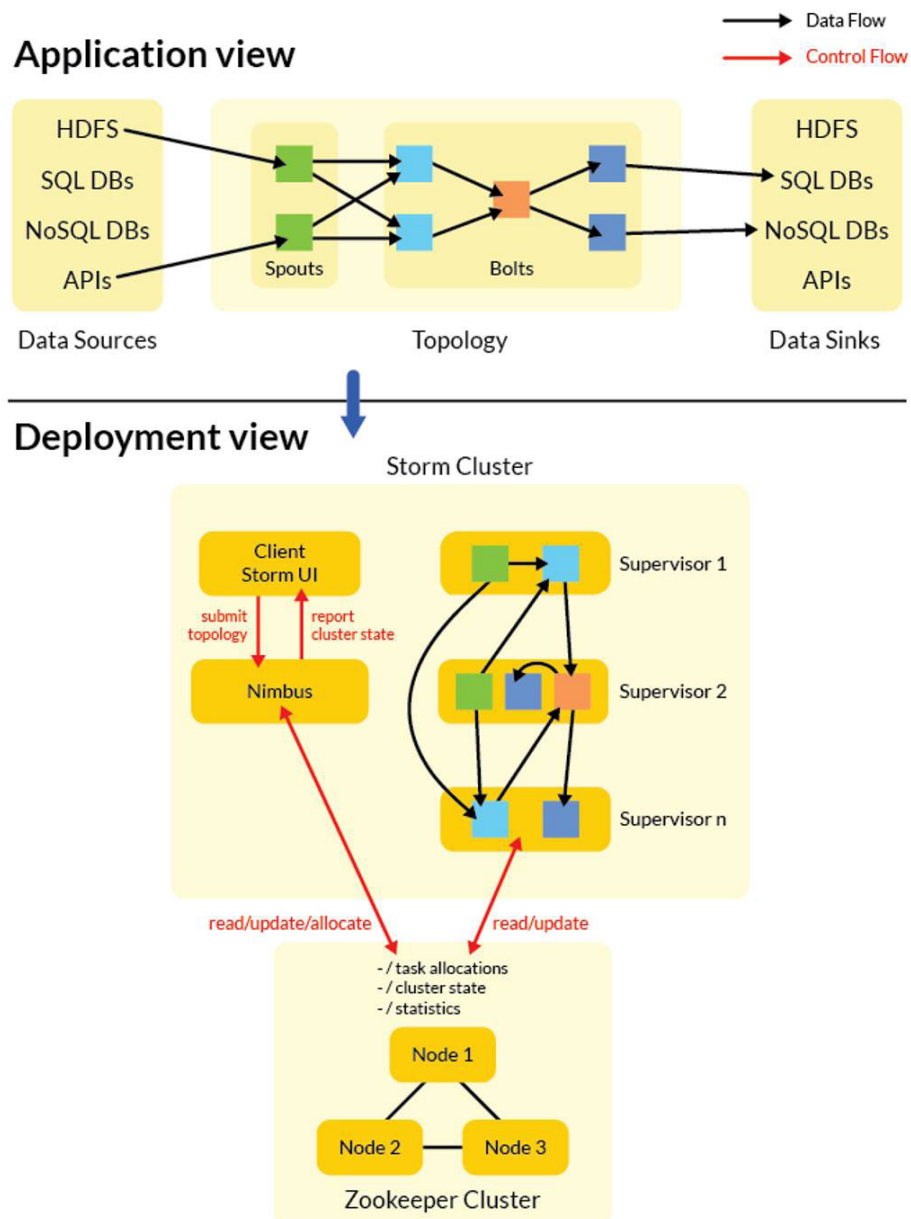 Data Flow
Application view
Control Flow
HDFS
SQL DBs
NoSQL DBs
APIs
Data Sources
Spouts
Bolts
Topology
HDFS
SQL DBs
NoSQL DBs
APIs
Data Sinks
Deployment view
Storm Cluster
Client
Storm UI
submit
topology
report
cluster state
Nimbus
Supervisor 1
Supervisor 2
Supervisor n
read/update/allocate
read/update
- / task allocations
- / cluster state
- / statistics
Node 1
Node 2
Node 3
Zookeeper Cluster